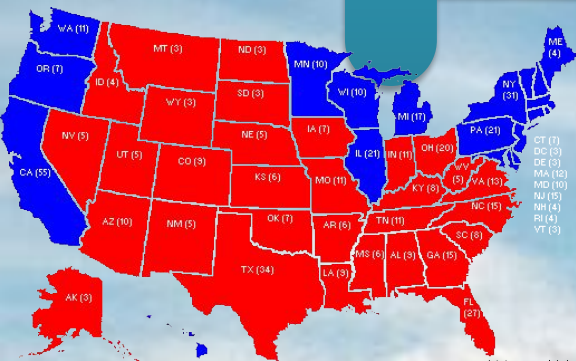 WA (11)
OR (7)
CA (55)
ID (4)
NV (5)
MT (3)
WY (3)
UT (5)
AZ (10)
CO (9)
NM (5)
ND (3)
SD (3)
NE (5)
KS (6)
OK (7)
TX (34)
MN (10)
IA (7)
MO (11)
AR (6)
LA (9)
WI (10)
IL (21)
MI (17)
IN (11)
OH (20)
KY (8)
TN (11)
MS (6)
AL (9)
GA (15)
FL
(27)
SC (8)
NC (15)
VA (13)
WV
(5)
PA (21)
NY
(31)
ME
(4)
CT (7)
DC (3)
DE (3)
MA (12)
MD (10)
NJ (15)
NH (4)
RI (4)
VT (3)
AK (3)